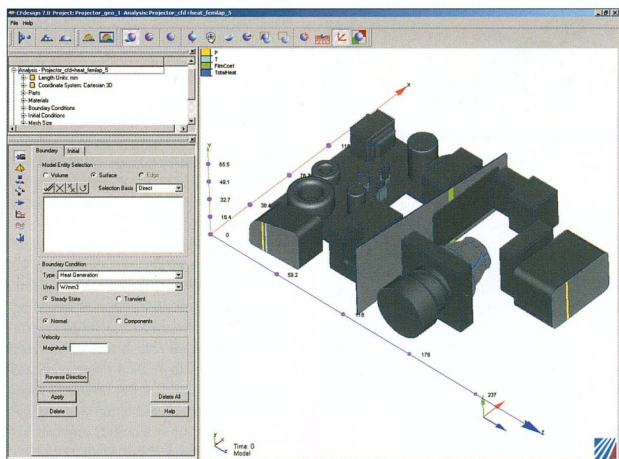 CFdesign 7.0 Project: Projector_geo_1 Analysis: Projector_cfd+heat_femlap_5
File Help
Analysis - Projector_cfd+heat_femlap_5
Length Units: mm
Coordinate System: Cartesian 3D
Parts
Materials
Boundary Conditions
Initial Conditions
Mesh Size
Boundary Initial
Model Entity Selection
Volume Surface Edge
Selection Basis Direct
Boundary Condition
Type Heat Generation
Units W/mm3
Steady State Transient
Normal Components
Velocity
Magnitude
Reverse Direction
Apply Delete All
Delete Help
P
T
FilmCoef
TotalHeat
X
Y
65.5
49.1
32.7
16.4
0
39.4
118
59.2
118
178
237
Z
Y
X
Z
Time: 0
Model